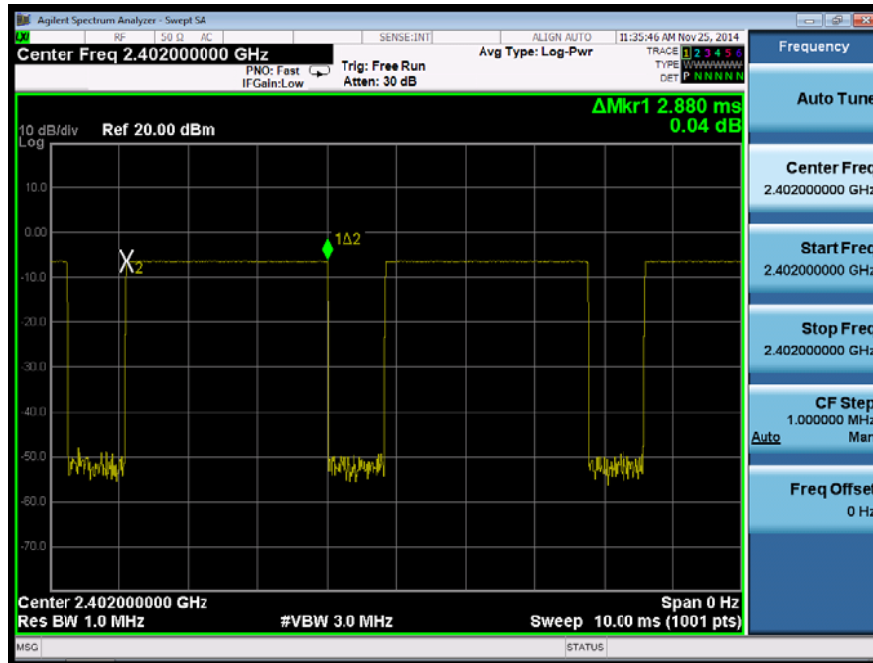 Agilent Spectrum Analyzer - Swept SA
LXI RF 50 Ω AC SENSE:INT ALIGN AUTO 11:35:46 AM Nov 25, 2014
Center Freq 2.402000000 GHz
PNO: Fast
IFGain:Low
Trig: Free Run
Atten: 30 dB
Avg Type: Log-Pwr
TRACE 1 2 3 4 5 6
TYPE WWWWWW
DET P N N N N N
ΔMkr1 2.880 ms
0.04 dB
10 dB/div Ref 20.00 dBm
Log
10.0
0.00
1Δ2
X2
-10.0
-20.0
-30.0
-40.0
-50.0
-60.0
-70.0
Center 2.402000000 GHz Span 0 Hz
Res BW 1.0 MHz #VBW 3.0 MHz Sweep 10.00 ms (1001 pts)
MSG STATUS
Frequency
Auto Tune
Center Freq
2.402000000 GHz
Start Freq
2.402000000 GHz
Stop Freq
2.402000000 GHz
CF Step
1.000000 MHz
Auto Man
Freq Offset
0 Hz